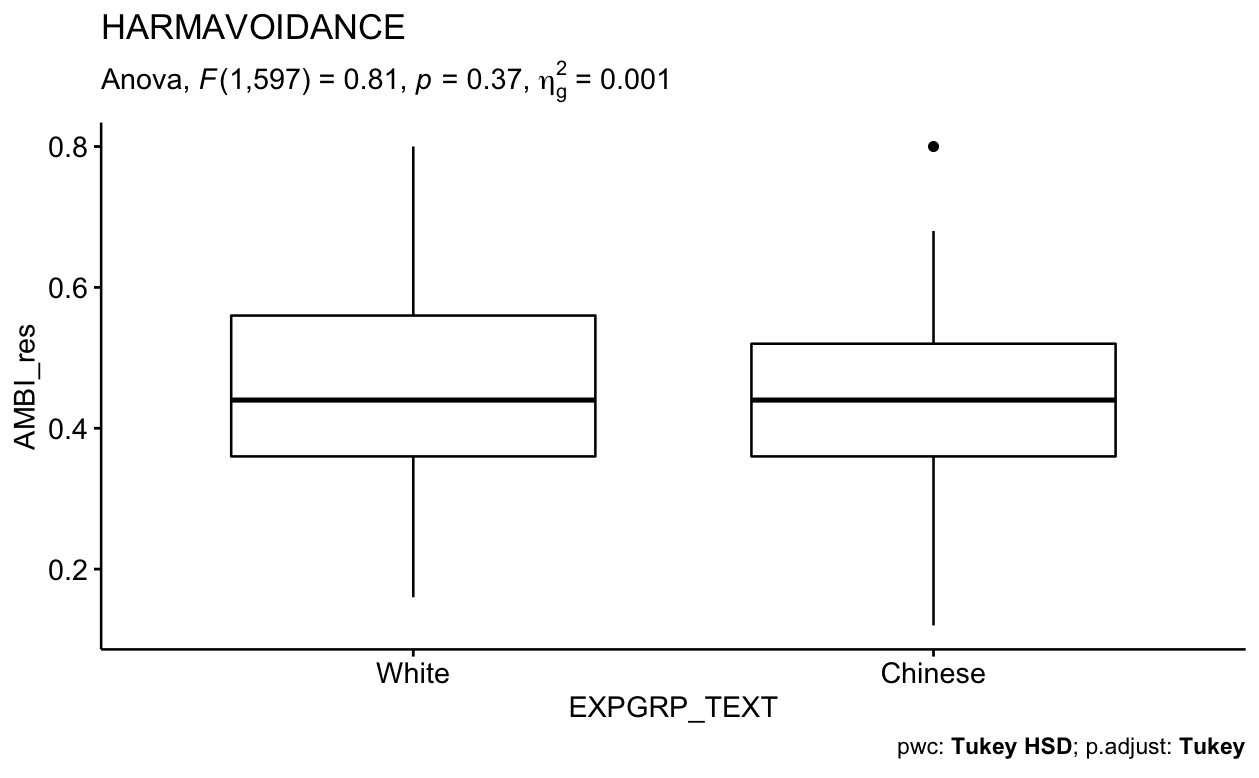 HARMAVOIDANCE
Anova, F(1,597) = 0.81, p = 0.37, η²g = 0.001
0.8
0.6
0.4
0.2
AMBI_res
White Chinese
EXPGRP_TEXT
pwc: Tukey HSD; p.adjust: Tukey